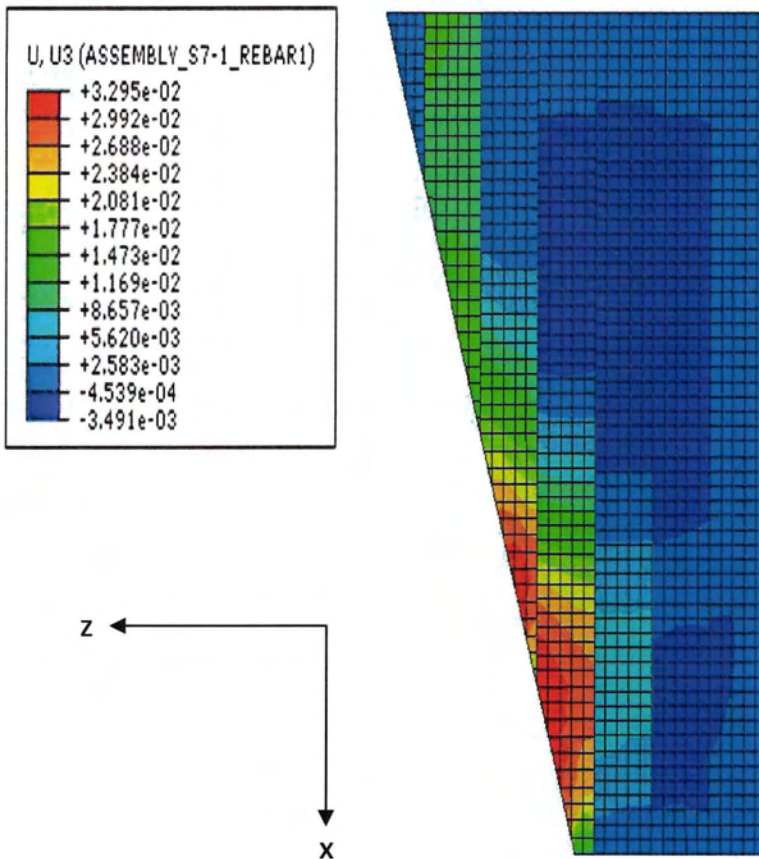 U, U3 (ASSEMBLY_S7-1_REBAR1)
+3.295e-02
+2.992e-02
+2.688e-02
+2.384e-02
+2.081e-02
+1.777e-02
+1.473e-02
+1.169e-02
+8.657e-03
+5.620e-03
+2.583e-03
-4.539e-04
-3.491e-03
Z
X